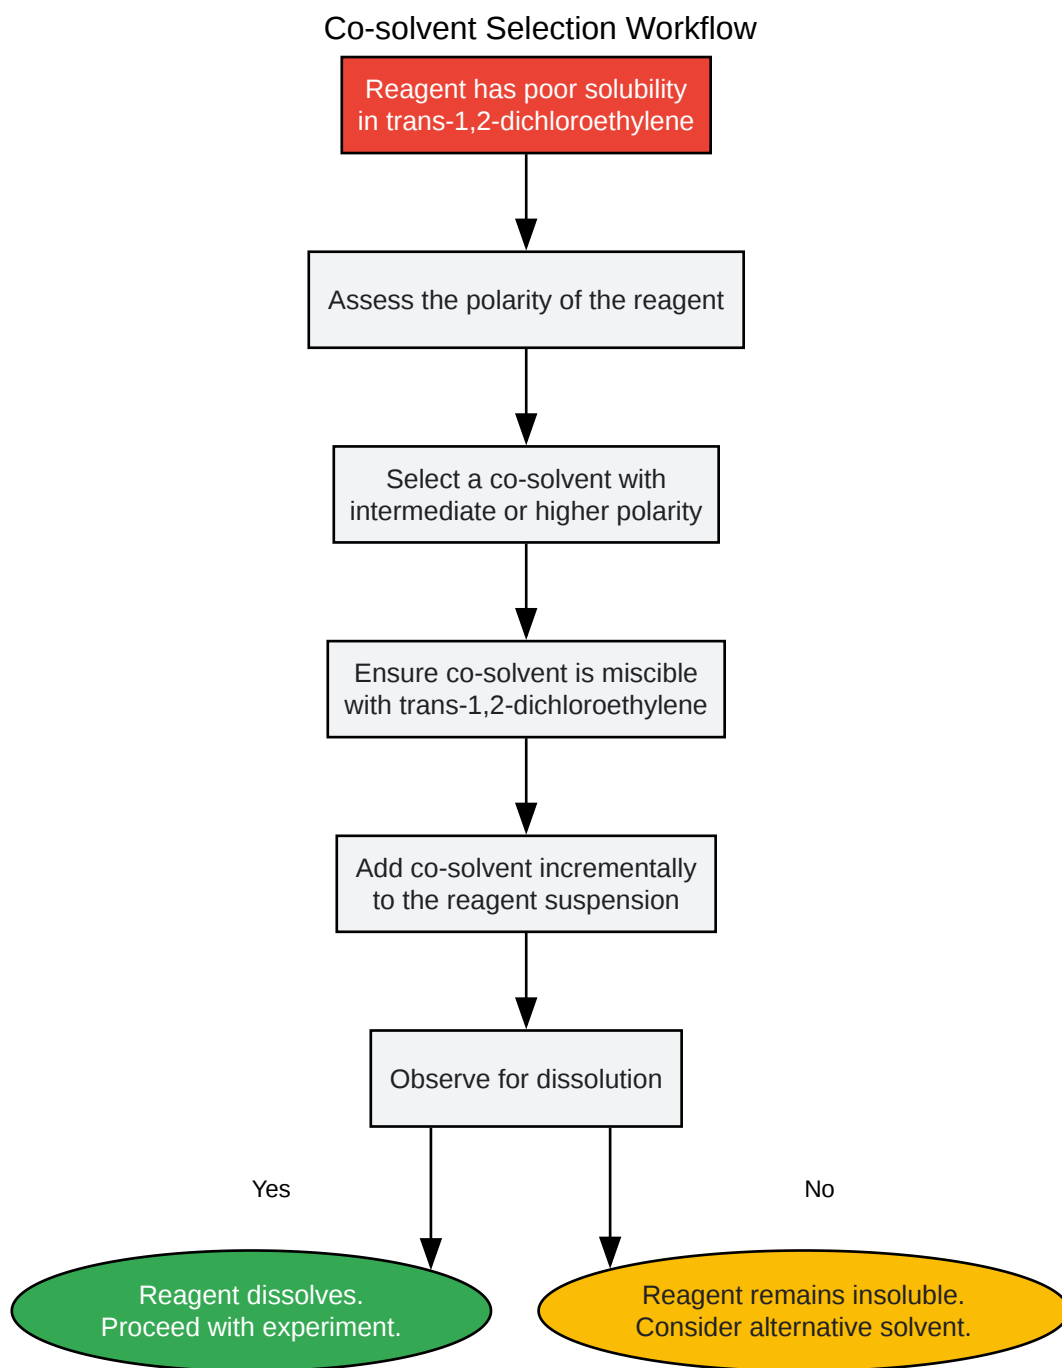 Co-solvent Selection Workflow
Reagent has poor solubility
in trans-1,2-dichloroethylene
Assess the polarity of the reagent
Select a co-solvent with
intermediate or higher polarity
Ensure co-solvent is miscible
with trans-1,2-dichloroethylene
Add co-solvent incrementally
to the reagent suspension
Observe for dissolution
Yes
No
Reagent dissolves.
Proceed with experiment.
Reagent remains insoluble.
Consider alternative solvent.